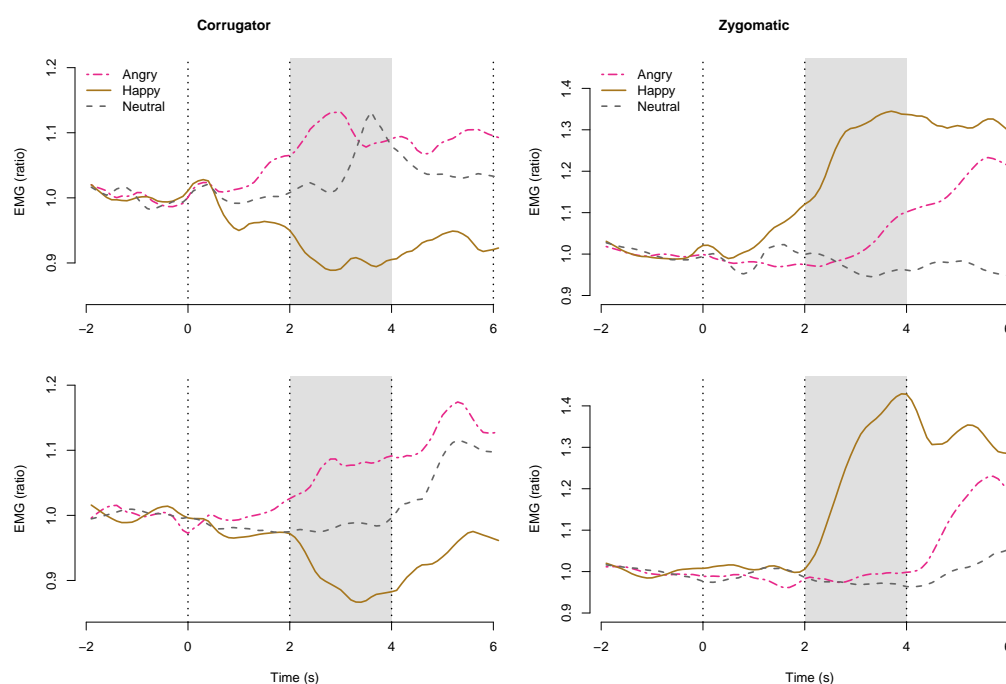 Corrugator
Zygomatic
Angry
Happy
Neutral
EMG (ratio)
1.2
1.1
1.0
0.9
−2
0
2
4
6
Angry
Happy
Neutral
EMG (ratio)
1.4
1.3
1.2
1.1
1.0
0.9
−2
0
2
4
6
EMG (ratio)
1.2
1.1
1.0
0.9
−2
0
2
4
6
Time (s)
EMG (ratio)
1.4
1.3
1.2
1.1
1.0
0.9
−2
0
2
4
6
Time (s)